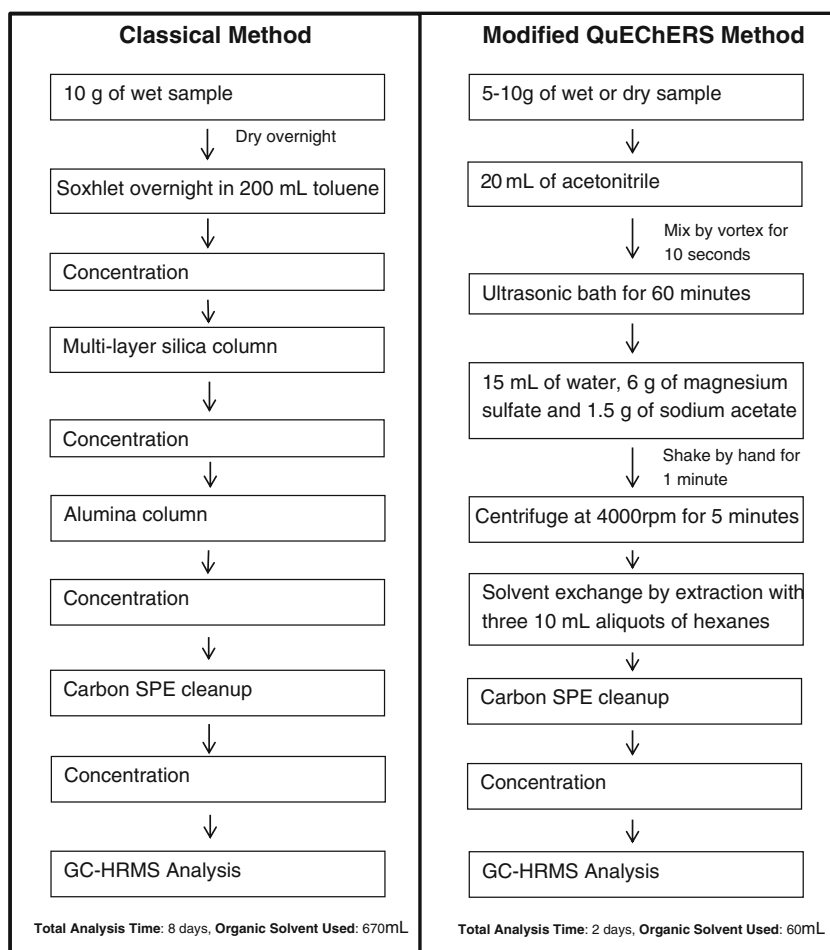 Classical Method
10 g of wet sample
Dry overnight
Soxhlet overnight in 200 mL toluene
Concentration
Multi-layer silica column
Concentration
Alumina column
Concentration
Carbon SPE cleanup
Concentration
GC-HRMS Analysis
Total Analysis Time: 8 days, Organic Solvent Used: 670mL
Modified QuEChERS Method
5-10g of wet or dry sample
20 mL of acetonitrile
Mix by vortex for
10 seconds
Ultrasonic bath for 60 minutes
15 mL of water, 6 g of magnesium
sulfate and 1.5 g of sodium acetate
Shake by hand for
1 minute
Centrifuge at 4000rpm for 5 minutes
Solvent exchange by extraction with
three 10 mL aliquots of hexanes
Carbon SPE cleanup
Concentration
GC-HRMS Analysis
Total Analysis Time: 2 days, Organic Solvent Used: 60mL